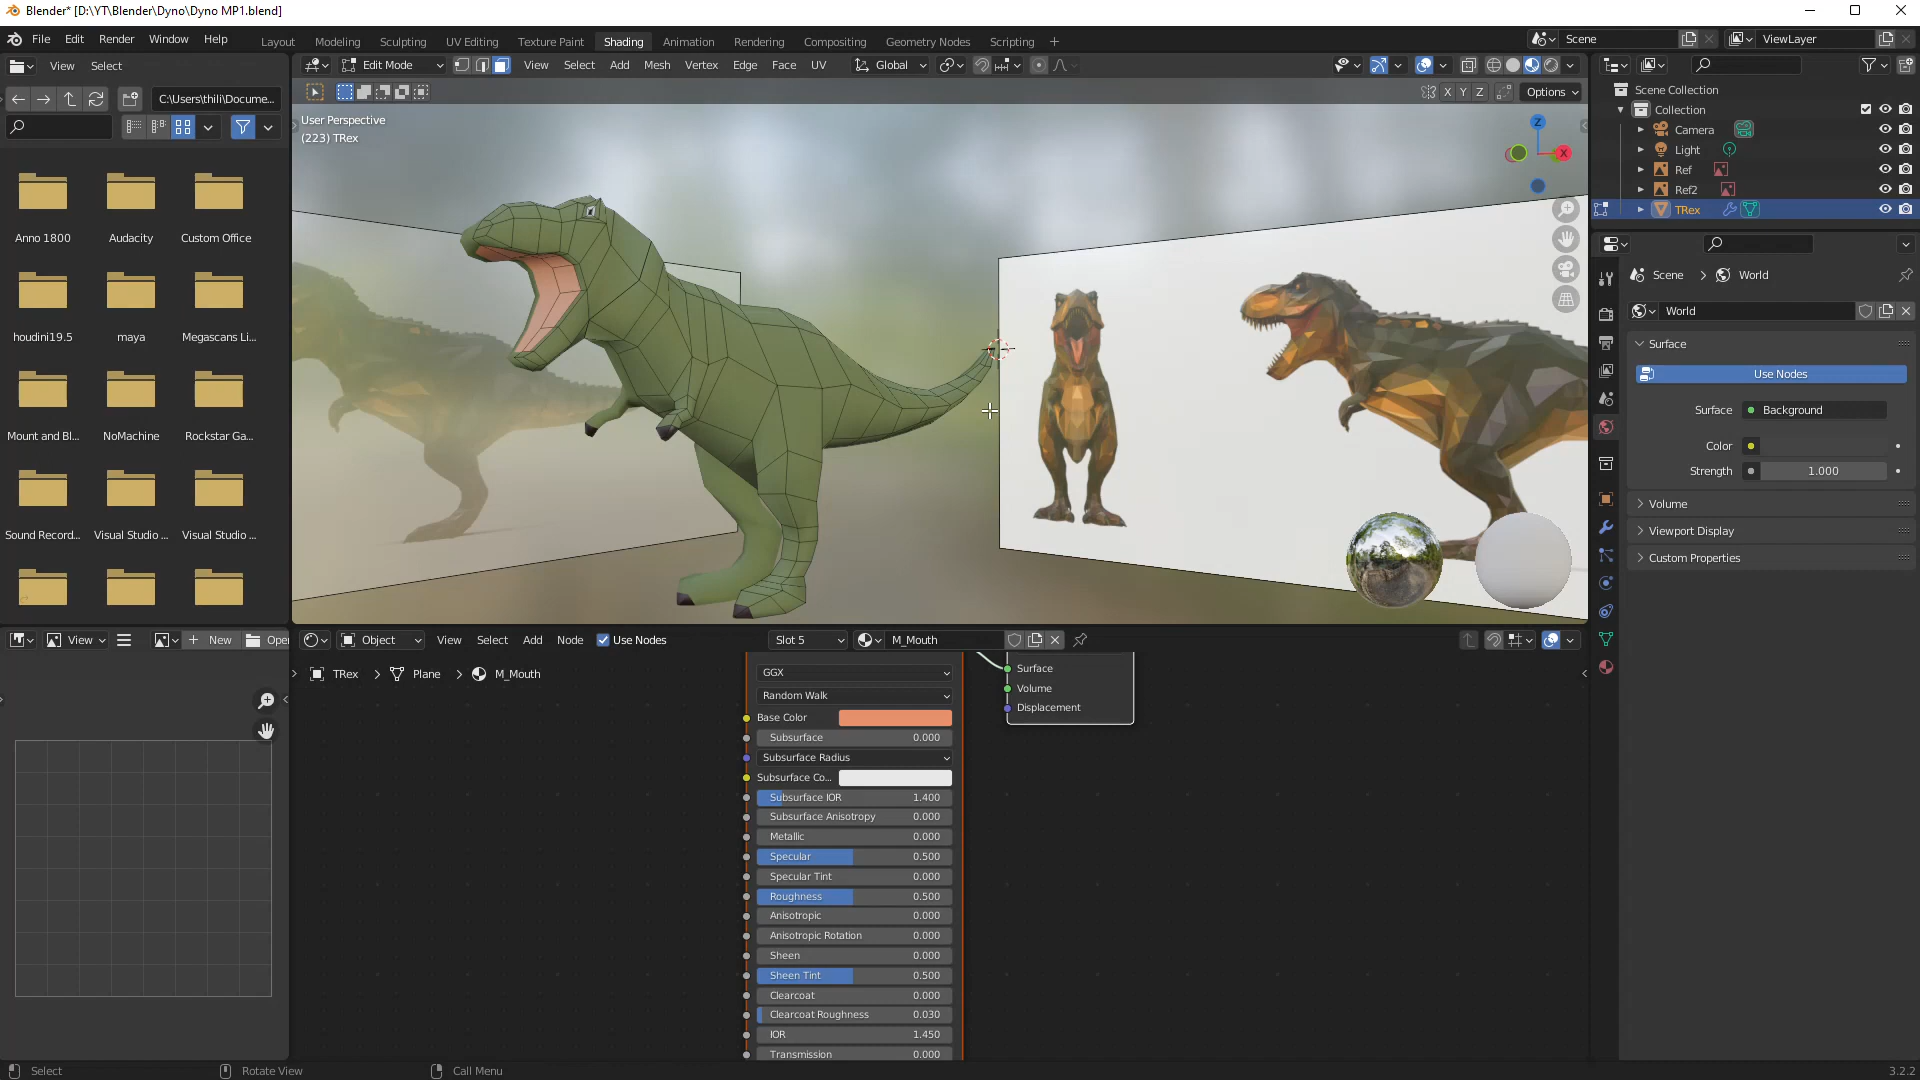 Blender* [D:\YT\Blender\Dyno\Dyno MP1.blend]
File Edit Render Window Help
Layout Modeling Sculpting UV Editing Texture Paint Shading Animation Rendering Compositing Geometry Nodes Scripting +
Scene
ViewLayer
View Select
Edit Mode
View Select Add Mesh Vertex Edge Face UV
Global
C:\Users\thili\Docume...
X Y Z
Options
User Perspective
(223) TRex
Z
X
Anno 1800
Audacity
Custom Office
houdini19.5
maya
Megascans Li...
Mount and Bl...
NoMachine
Rockstar Ga...
Sound Record...
Visual Studio ...
Visual Studio ...
Scene Collection
Collection
Camera
Light
Ref
Ref2
TRex
Scene > World
World
Surface
Use Nodes
Surface
Background
Color
Strength
1.000
Volume
Viewport Display
Custom Properties
View
New
Oper
Object
View Select Add Node
Use Nodes
Slot 5
M_Mouth
TRex > Plane > M_Mouth
GGX
Random Walk
Base Color
Subsurface 0.000
Subsurface Radius
Subsurface Co...
Subsurface IOR 1.400
Subsurface Anisotropy 0.000
Metallic 0.000
Specular 0.500
Specular Tint 0.000
Roughness 0.500
Anisotropic 0.000
Anisotropic Rotation 0.000
Sheen 0.000
Sheen Tint 0.500
Clearcoat 0.000
Clearcoat Roughness 0.030
IOR 1.450
Transmission 0.000
Surface
Volume
Displacement
Select
Rotate View
Call Menu
3.2.2